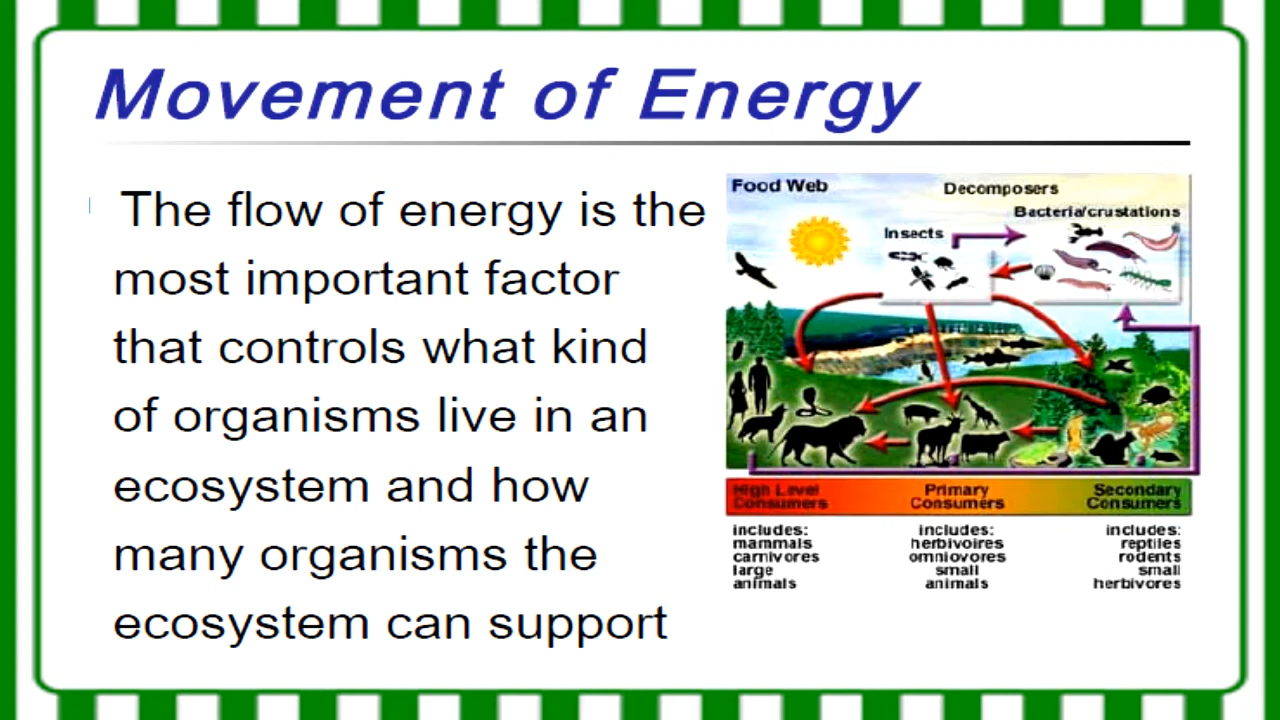 Movement of Energy
The flow of energy is the
most important factor
that controls what kind
of organisms live in an
ecosystem and how
many organisms the
ecosystem can support
Food Web
Decomposers
Bacteria/crustations
Insects
High Level
Consumers
includes:
mammals
carnivores
large
animals
Primary
Consumers
includes:
herbivoires
omniovores
small
animals
Secondary
Consumers
includes:
reptiles
rodents
small
herbivores